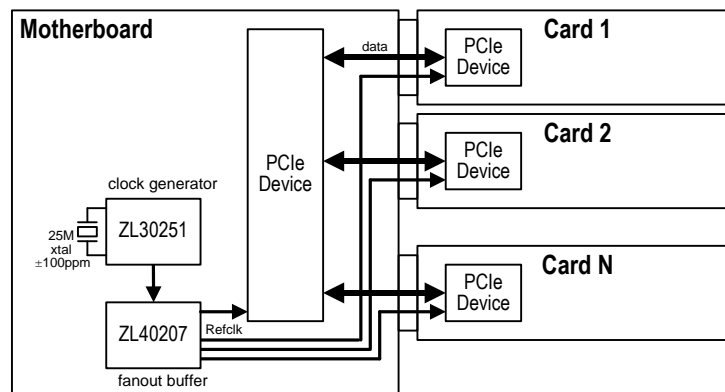 Motherboard
data
PCIe
Device
Card 1
PCIe
Device
Card 2
PCIe
Device
clock generator
ZL30251
25M
xtal
±100ppm
ZL40207
Refclk
fanout buffer
PCIe
Device
Card N